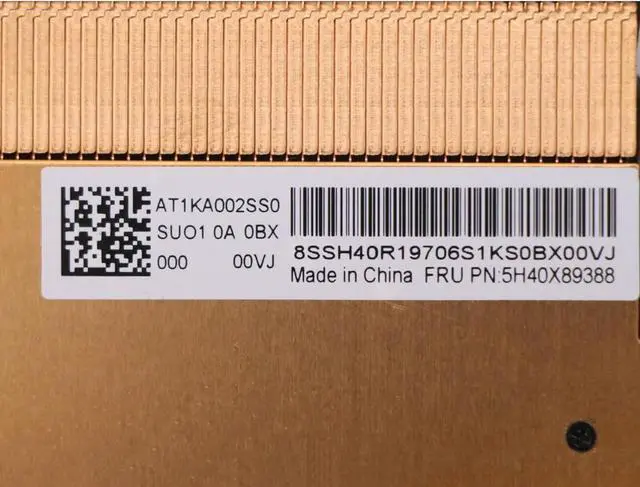 AT1KA002SS0
SUO1 0A 0BX
000 00VJ
8SSH40R19706S1KS0BX00VJ
Made in China FRU PN:5H40X89388